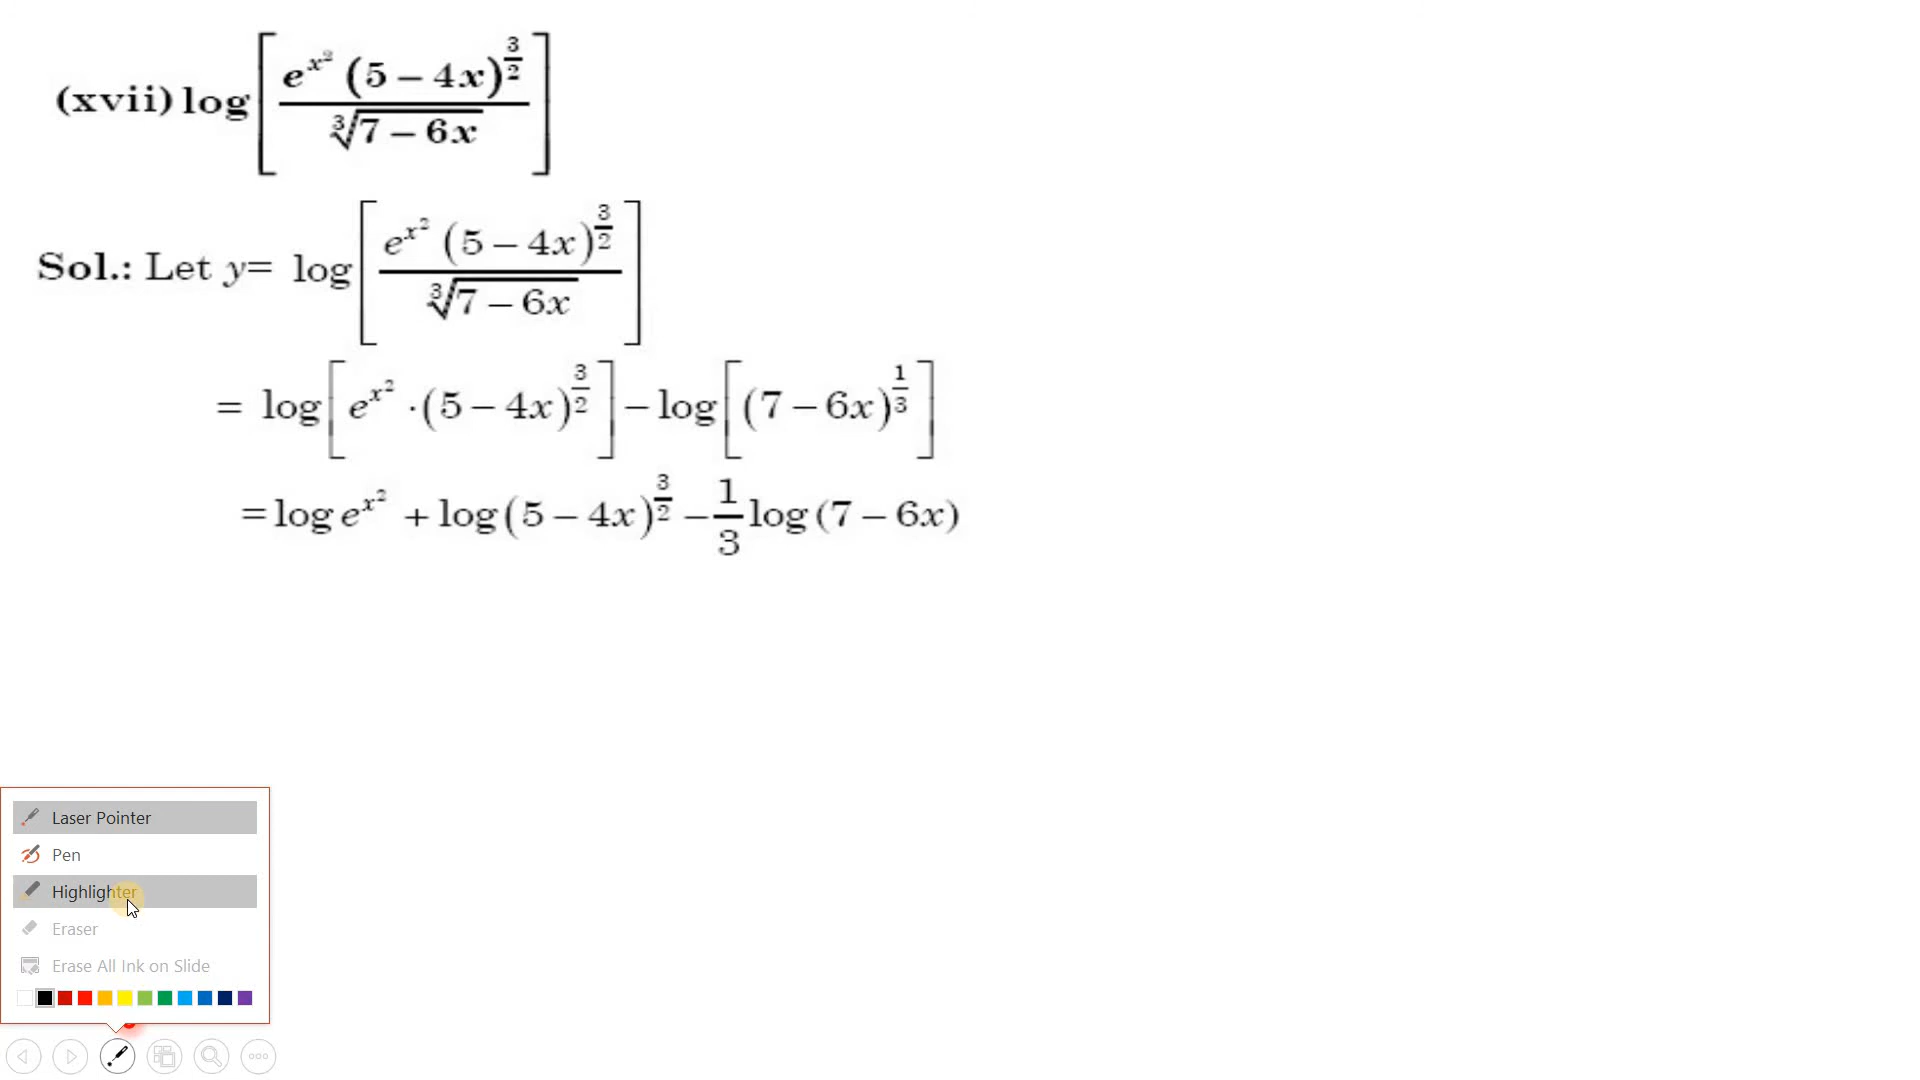 (xvii) log[e^{x^2} (5 − 4x)^{3/2} / ∛(7 − 6x)]
Sol.: Let y= log[e^{x^2} (5 − 4x)^{3/2} / ∛(7 − 6x)]
= log[e^{x^2} · (5 − 4x)^{3/2}] − log[(7 − 6x)^{1/3}]
= log e^{x^2} + log(5 − 4x)^{3/2} − 1/3 log(7 − 6x)
Laser Pointer
Pen
Highlighter
Eraser
Erase All Ink on Slide